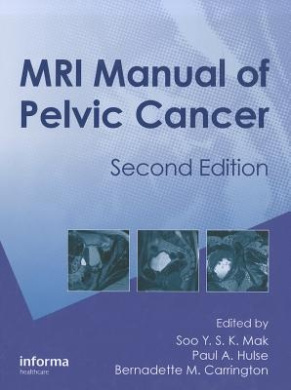 MRI Manual of
Pelvic Cancer
Second Edition
Edited by
Soo Y. S. K. Mak
Paul A. Hulse
Bernadette M. Carrington
informa
healthcare